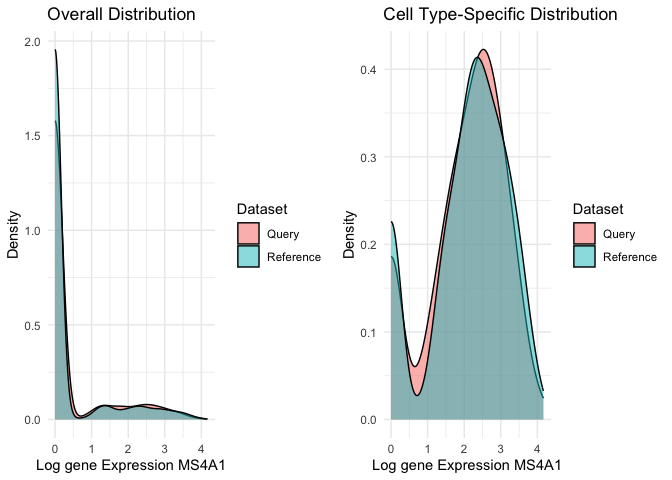 Overall Distribution
2.0
1.5
1.0
0.5
0.0
Density
0 1 2 3 4
Log gene Expression MS4A1
Dataset
Query
Reference
Cell Type-Specific Distribution
0.4
0.3
0.2
0.1
0.0
Density
0 1 2 3 4
Log gene Expression MS4A1
Dataset
Query
Reference